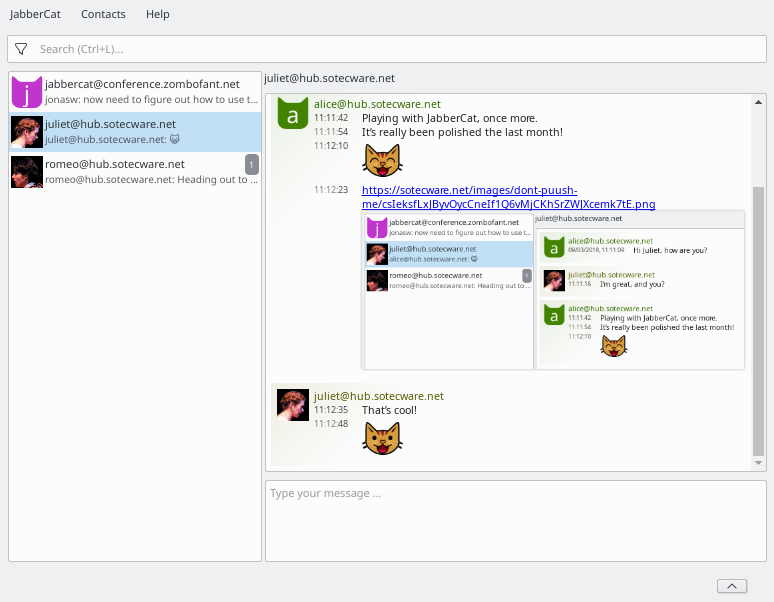 JabberCat Contacts Help
Search (Ctrl+L)...
jabbercat@conference.zombofant.net
jonasw: now need to figure out how to use t...
juliet@hub.sotecware.net
juliet@hub.sotecware.net: 😺
romeo@hub.sotecware.net 1
romeo@hub.sotecware.net: Heading out to ...
juliet@hub.sotecware.net
a alice@hub.sotecware.net
11:11:42 Playing with JabberCat, once more.
11:11:54 It's really been polished the last month!
11:12:10
11:12:23 https://sotecware.net/images/dont-puush-
me/csIeksfLxJByvOycCneIf1Q6vMjCKhSrZWJXcemk7tE.png
j jabbercat@conference.zombofant.net
jonasw: now need to figure out how to use t...
juliet@hub.sotecware.net
alice@hub.sotecware.net: 😺
romeo@hub.sotecware.net 1
romeo@hub.sotecware.net: Heading out to ...
juliet@hub.sotecware.net
a alice@hub.sotecware.net
09/03/2018, 11:11:09 Hi Juliet, how are you?
juliet@hub.sotecware.net
11:11:16 I'm great, and you?
a alice@hub.sotecware.net
11:11:42 Playing with JabberCat, once more.
11:11:54 It's really been polished the last month!
11:12:10
juliet@hub.sotecware.net
11:12:35 That's cool!
11:12:48
Type your message ...